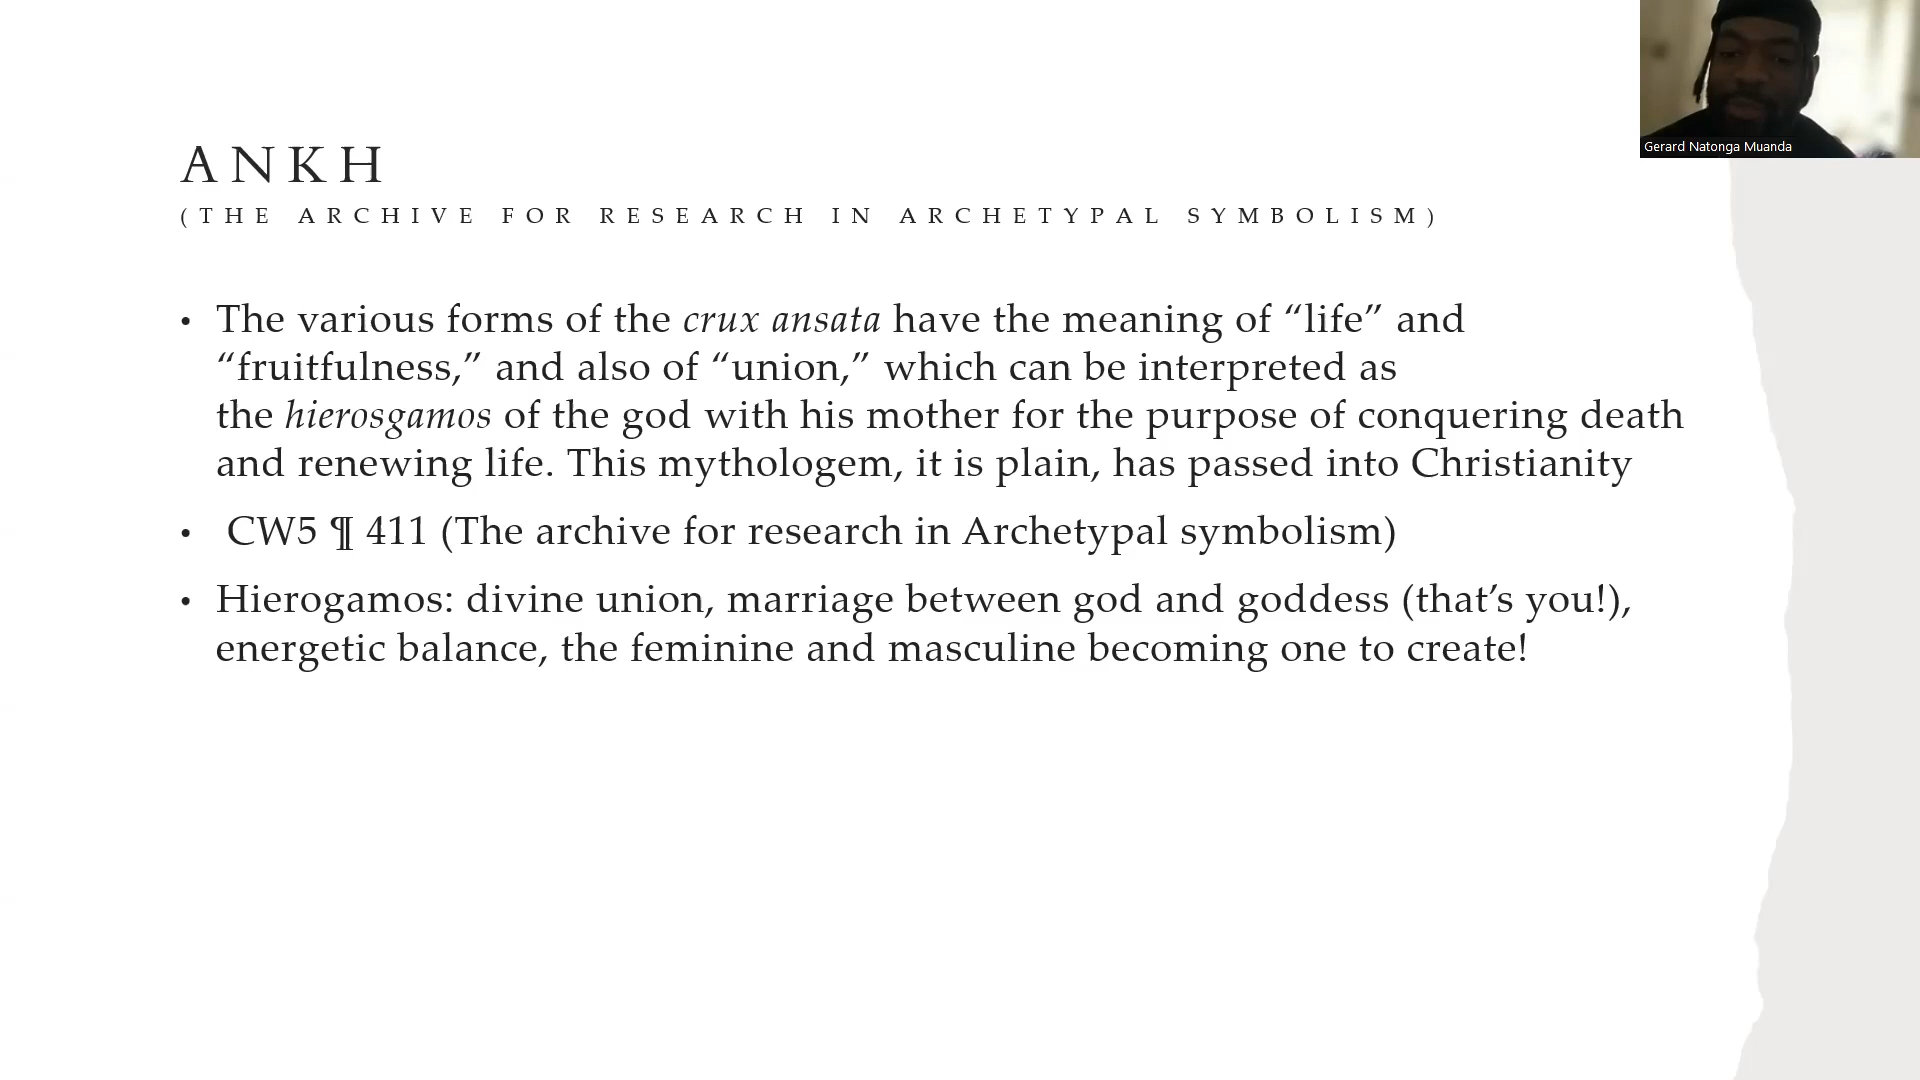 ANKH
(THE ARCHIVE FOR RESEARCH IN ARCHETYPAL SYMBOLISM)
• The various forms of the crux ansata have the meaning of “life” and
“fruitfulness,” and also of “union,” which can be interpreted as
the hierosgamos of the god with his mother for the purpose of conquering death
and renewing life. This mythologem, it is plain, has passed into Christianity
• CW5 ¶ 411 (The archive for research in Archetypal symbolism)
• Hierogamos: divine union, marriage between god and goddess (that’s you!),
energetic balance, the feminine and masculine becoming one to create!
Gerard Natonga Muanda